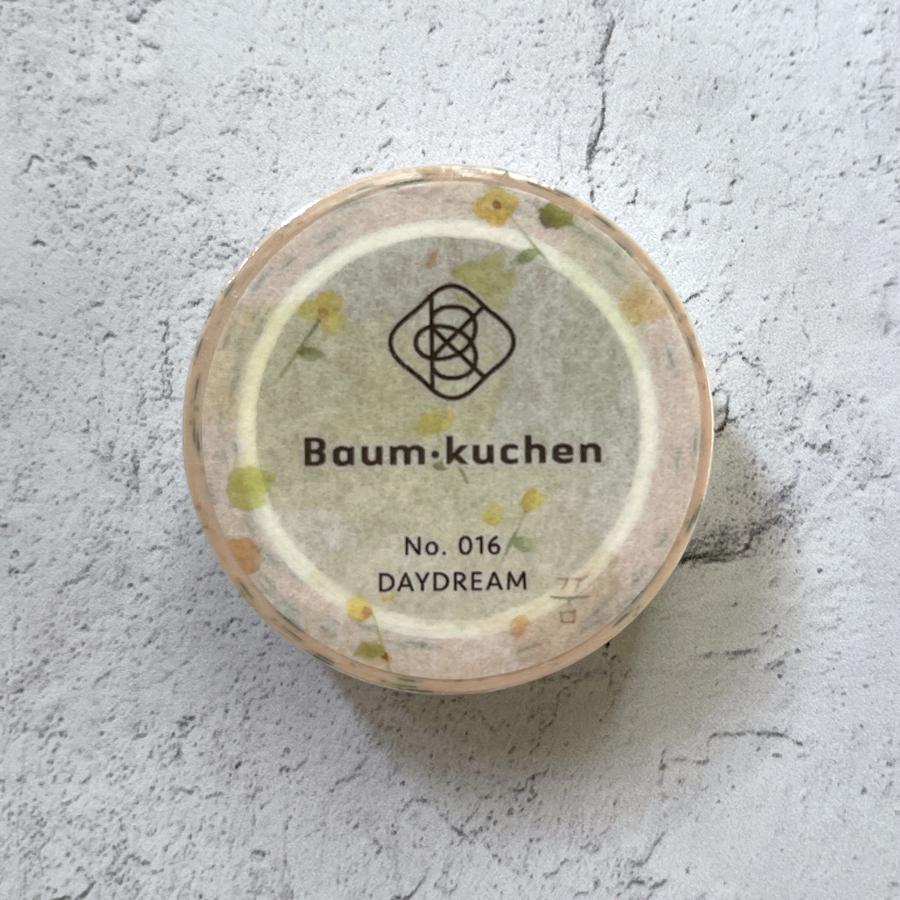 Baum·kuchen
No. 016
DAYDREAM